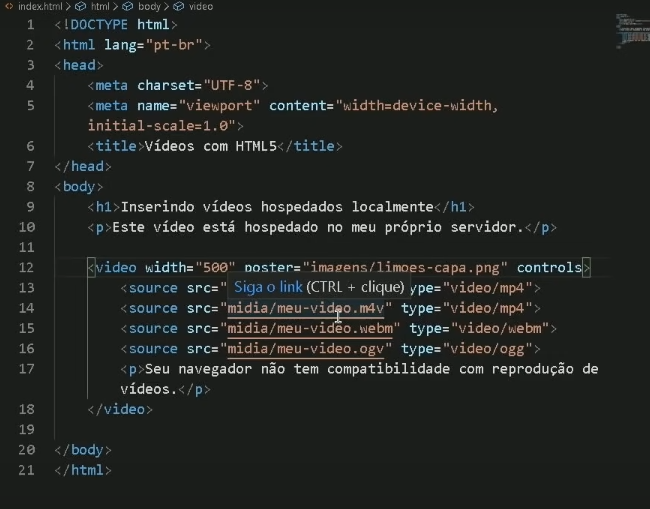 index.html > html > body > video
1 <!DOCTYPE html>
2 <html lang="pt-br">
3 <head>
4 <meta charset="UTF-8">
5 <meta name="viewport" content="width=device-width,
initial-scale=1.0">
6 <title>Vídeos com HTML5</title>
7 </head>
8 <body>
9 <h1>Inserindo vídeos hospedados localmente</h1>
10 <p>Este vídeo está hospedado no meu próprio servidor.</p>
11
12 <video width="500" poster="imagens/limoes-capa.png" controls>
Siga o link (CTRL + clique)
13 <source src=" ype="video/mp4">
14 <source src="midia/meu-video.m4v" type="video/mp4">
15 <source src="midia/meu-video.webm" type="video/webm">
16 <source src="midia/meu-video.ogv" type="video/ogg">
17 <p>Seu navegador não tem compatibilidade com reprodução de
vídeos.</p>
18 </video>
19
20 </body>
21 </html>